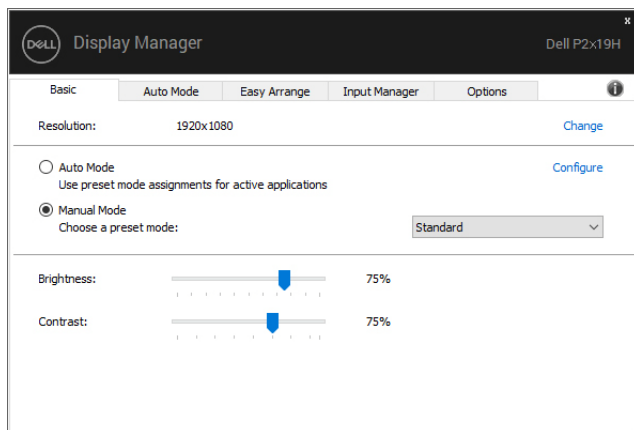 x
DELL Display Manager Dell P2x19H
Basic Auto Mode Easy Arrange Input Manager Options i
Resolution: 1920x1080 Change
Auto Mode Configure
Use preset mode assignments for active applications
Manual Mode
Choose a preset mode: Standard
Brightness: 75%
Contrast: 75%